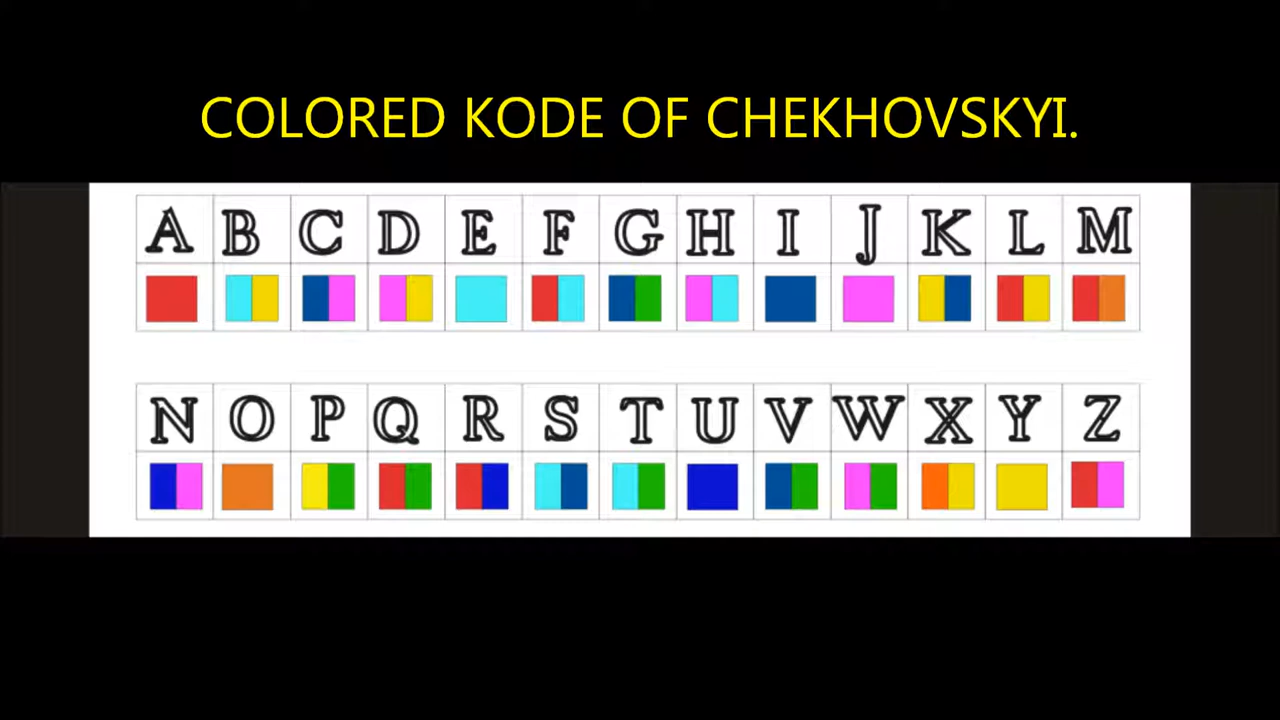 COLORED KODE OF CHEKHOVSKYI.
A B C D E F G H I J K L M
N O P Q R S T U V W X Y Z